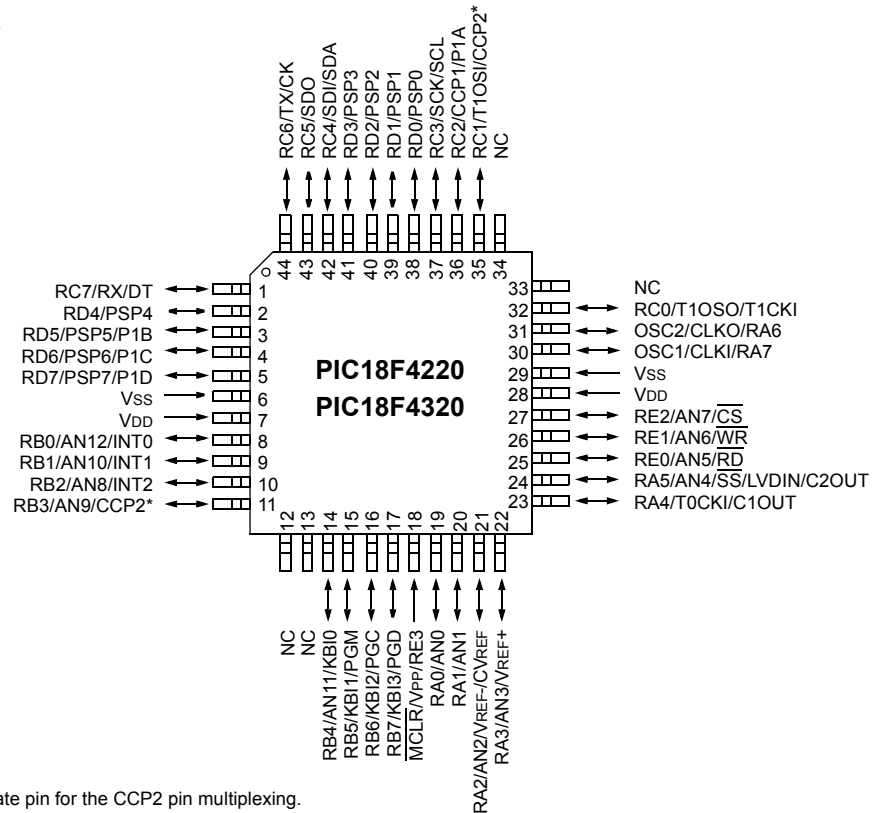 RC6/TX/CK
RC5/SDO
RC4/SDI/SDA
RD3/PSP3
RD2/PSP2
RD1/PSP1
RD0/PSP0
RC3/SCK/SCL
RC2/CCP1/P1A
RC1/T1OSI/CCP2*
NC
44
43
42
41
40
39
38
37
36
35
34
RC7/RX/DT
1
RD4/PSP4
2
RD5/PSP5/P1B
3
RD6/PSP6/P1C
4
RD7/PSP7/P1D
5
VSS
6
VDD
7
RB0/AN12/INT0
8
RB1/AN10/INT1
9
RB2/AN8/INT2
10
RB3/AN9/CCP2*
11
PIC18F4220
PIC18F4320
33
NC
32
RC0/T1OSO/T1CKI
31
OSC2/CLKO/RA6
30
OSC1/CLKI/RA7
29
VSS
28
VDD
27
RE2/AN7/CS
26
RE1/AN6/WR
25
RE0/AN5/RD
24
RA5/AN4/SS/LVDIN/C2OUT
23
RA4/T0CKI/C1OUT
12
13
14
15
16
17
18
19
20
21
22
NC
NC
RB4/AN11/KBI0
RB5/KBI1/PGM
RB6/KBI2/PGC
RB7/KBI3/PGD
MCLR/VPP/RE3
RA0/AN0
RA1/AN1
RA2/AN2/VREF-/CVREF
RA3/AN3/VREF+
ate pin for the CCP2 pin multiplexing.